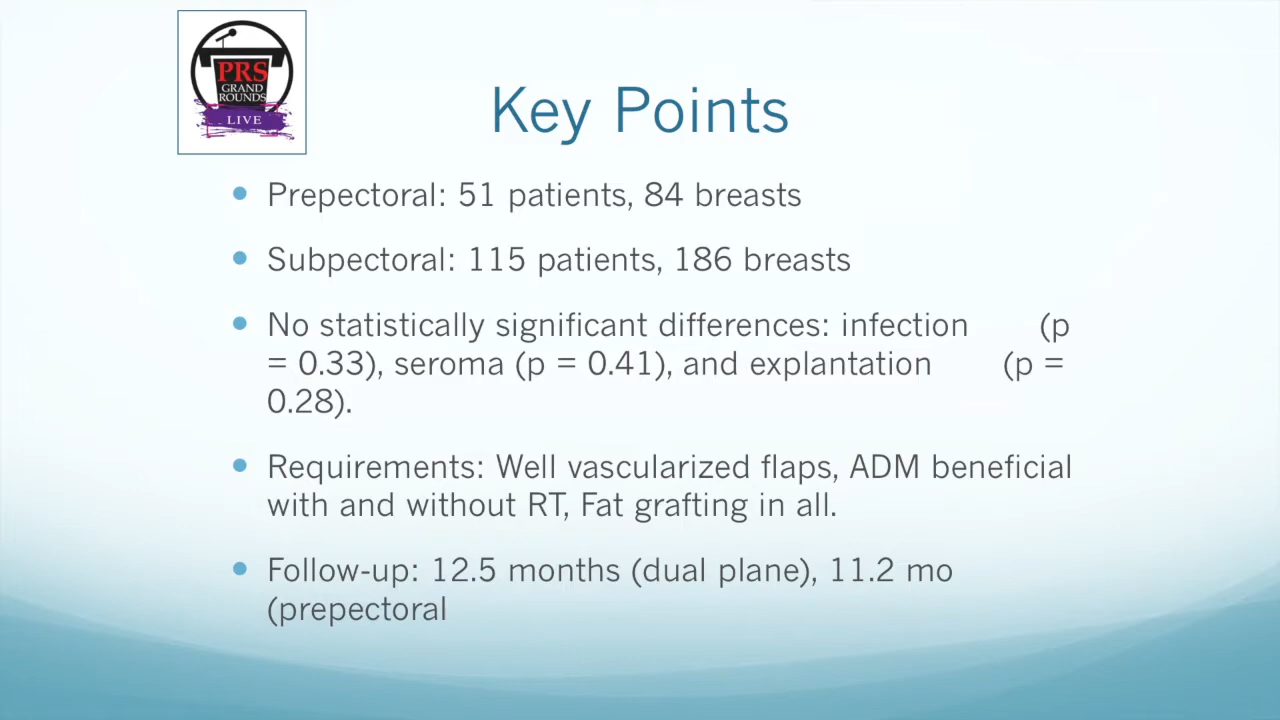 PRS
GRAND
ROUNDS
LIVE
Key Points
Prepectoral: 51 patients, 84 breasts
Subpectoral: 115 patients, 186 breasts
No statistically significant differences: infection (p
= 0.33), seroma (p = 0.41), and explantation (p =
0.28).
Requirements: Well vascularized flaps, ADM beneficial
with and without RT, Fat grafting in all.
Follow-up: 12.5 months (dual plane), 11.2 mo
(prepectoral